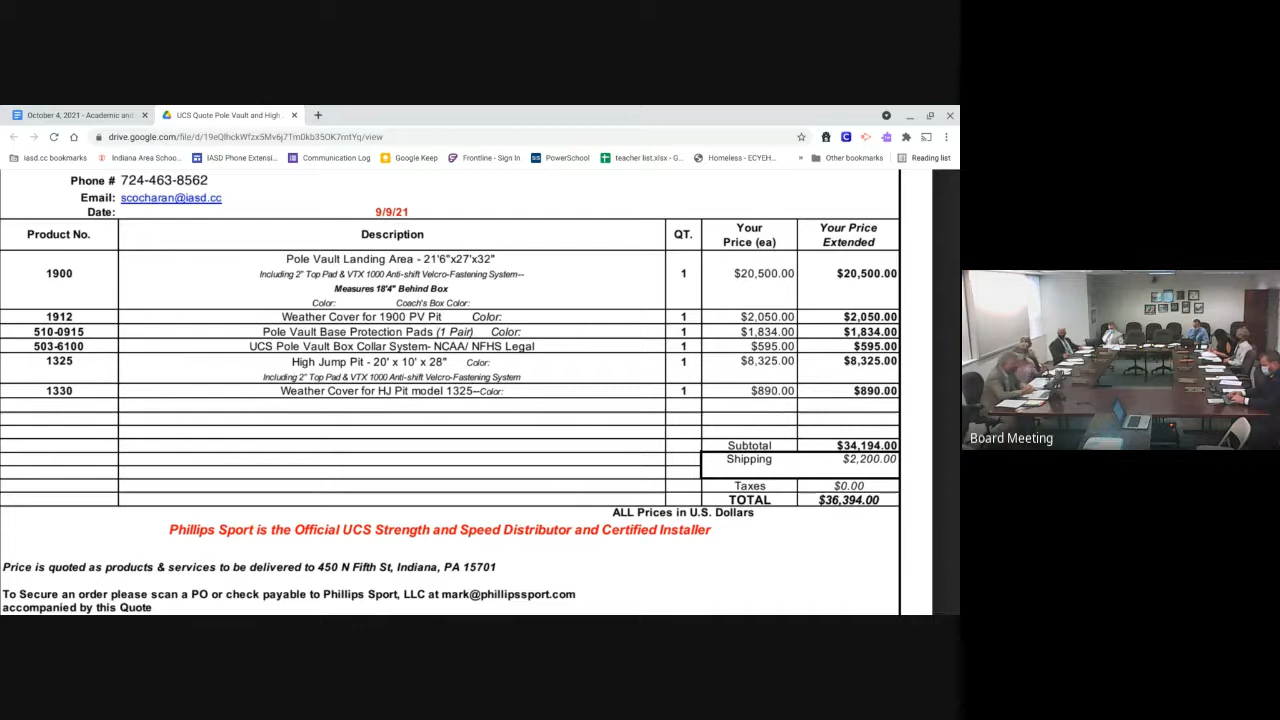 October 4, 2021 - Academic and
UCS Quote Pole Vault and High
drive.google.com/file/d/19eQlhckWfzx5Mv6j7Tm0kb35OK7mtYq/view
iasd.cc bookmarks
Indiana Area Schoo...
IASD Phone Extensi...
Communication Log
Google Keep
Frontline - Sign In
PowerSchool
teacher list.xlsx - G...
Homeless - ECYEH...
Other bookmarks
Reading list
Phone # 724-463-8562
Email: scocharan@iasd.cc
Date: 9/9/21
Product No. Description QT. Your Price (ea) Your Price Extended
Pole Vault Landing Area - 21'6"x27'x32"
1900 Including 2" Top Pad & VTX 1000 Anti-shift Velcro-Fastening System-- 1 $20,500.00 $20,500.00
Measures 18'4" Behind Box
Color: Coach's Box Color:
1912 Weather Cover for 1900 PV Pit Color: 1 $2,050.00 $2,050.00
510-0915 Pole Vault Base Protection Pads (1 Pair) Color: 1 $1,834.00 $1,834.00
503-6100 UCS Pole Vault Box Collar System- NCAA/ NFHS Legal 1 $595.00 $595.00
1325 High Jump Pit - 20' x 10' x 28" Color: 1 $8,325.00 $8,325.00
Including 2" Top Pad & VTX 1000 Anti-shift Velcro-Fastening System
1330 Weather Cover for HJ Pit model 1325--Color: 1 $890.00 $890.00
Subtotal $34,194.00
Shipping $2,200.00
Taxes $0.00
TOTAL $36,394.00
ALL Prices in U.S. Dollars
Phillips Sport is the Official UCS Strength and Speed Distributor and Certified Installer
Price is quoted as products & services to be delivered to 450 N Fifth St, Indiana, PA 15701
To Secure an order please scan a PO or check payable to Phillips Sport, LLC at mark@phillipssport.com
accompanied by this Quote
Board Meeting